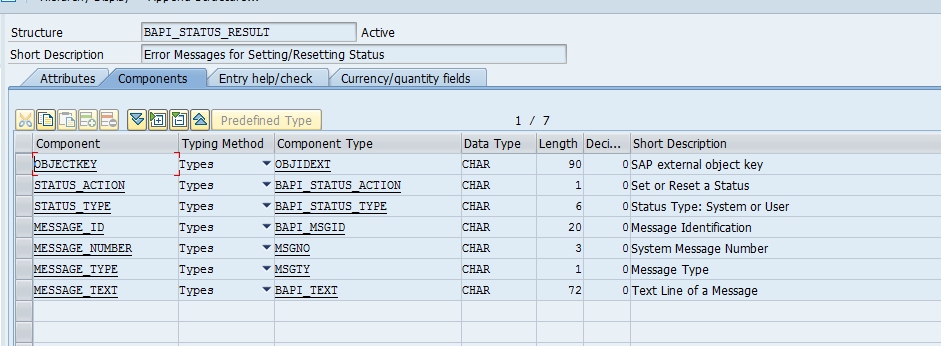 Hierarchy Display Append Structure...
Structure BAPI_STATUS_RESULT Active
Short Description Error Messages for Setting/Resetting Status
Attributes Components Entry help/check Currency/quantity fields
Predefined Type 1 / 7
Component Typing Method Component Type Data Type Length Deci... Short Description
OBJECTKEY Types OBJIDEXT CHAR 90 0 SAP external object key
STATUS_ACTION Types BAPI_STATUS_ACTION CHAR 1 0 Set or Reset a Status
STATUS_TYPE Types BAPI_STATUS_TYPE CHAR 6 0 Status Type: System or User
MESSAGE_ID Types BAPI_MSGID CHAR 20 0 Message Identification
MESSAGE_NUMBER Types MSGNO CHAR 3 0 System Message Number
MESSAGE_TYPE Types MSGTY CHAR 1 0 Message Type
MESSAGE_TEXT Types BAPI_TEXT CHAR 72 0 Text Line of a Message